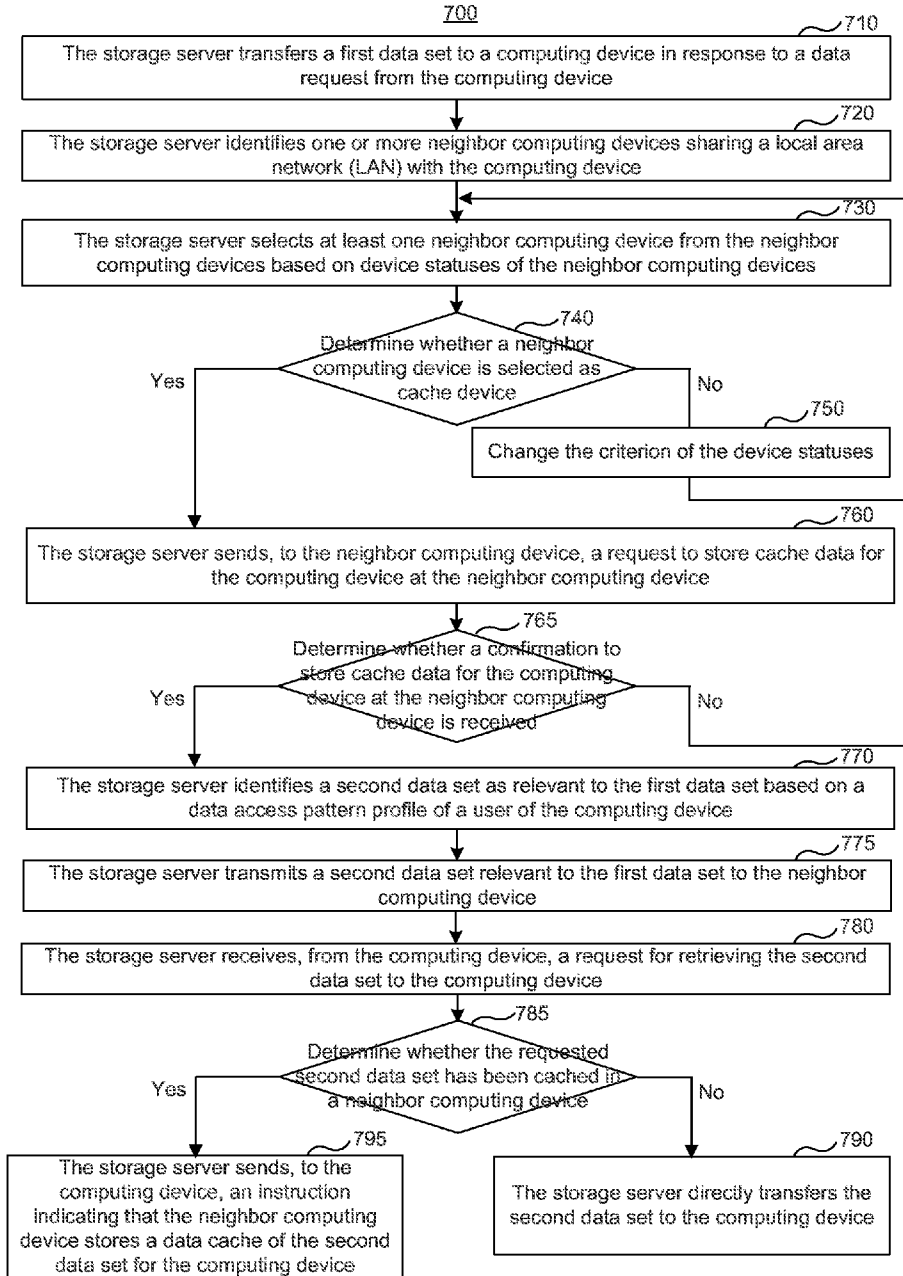 700
710
The storage server transfers a first data set to a computing device in response to a data
request from the computing device
720
The storage server identifies one or more neighbor computing devices sharing a local area
network (LAN) with the computing device
730
The storage server selects at least one neighbor computing device from the neighbor
computing devices based on device statuses of the neighbor computing devices
740
Determine whether a neighbor
computing device is selected as
cache device
Yes
No
750
Change the criterion of the device statuses
760
The storage server sends, to the neighbor computing device, a request to store cache data for
the computing device at the neighbor computing device
765
Determine whether a confirmation to
store cache data for the computing
device at the neighbor computing
device is received
Yes
No
770
The storage server identifies a second data set as relevant to the first data set based on a
data access pattern profile of a user of the computing device
775
The storage server transmits a second data set relevant to the first data set to the neighbor
computing device
780
The storage server receives, from the computing device, a request for retrieving the second
data set to the computing device
785
Determine whether the requested
second data set has been cached in
a neighbor computing device
Yes
No
795
The storage server sends, to the
computing device, an instruction
indicating that the neighbor computing
device stores a data cache of the second
data set for the computing device
790
The storage server directly transfers the
second data set to the computing device